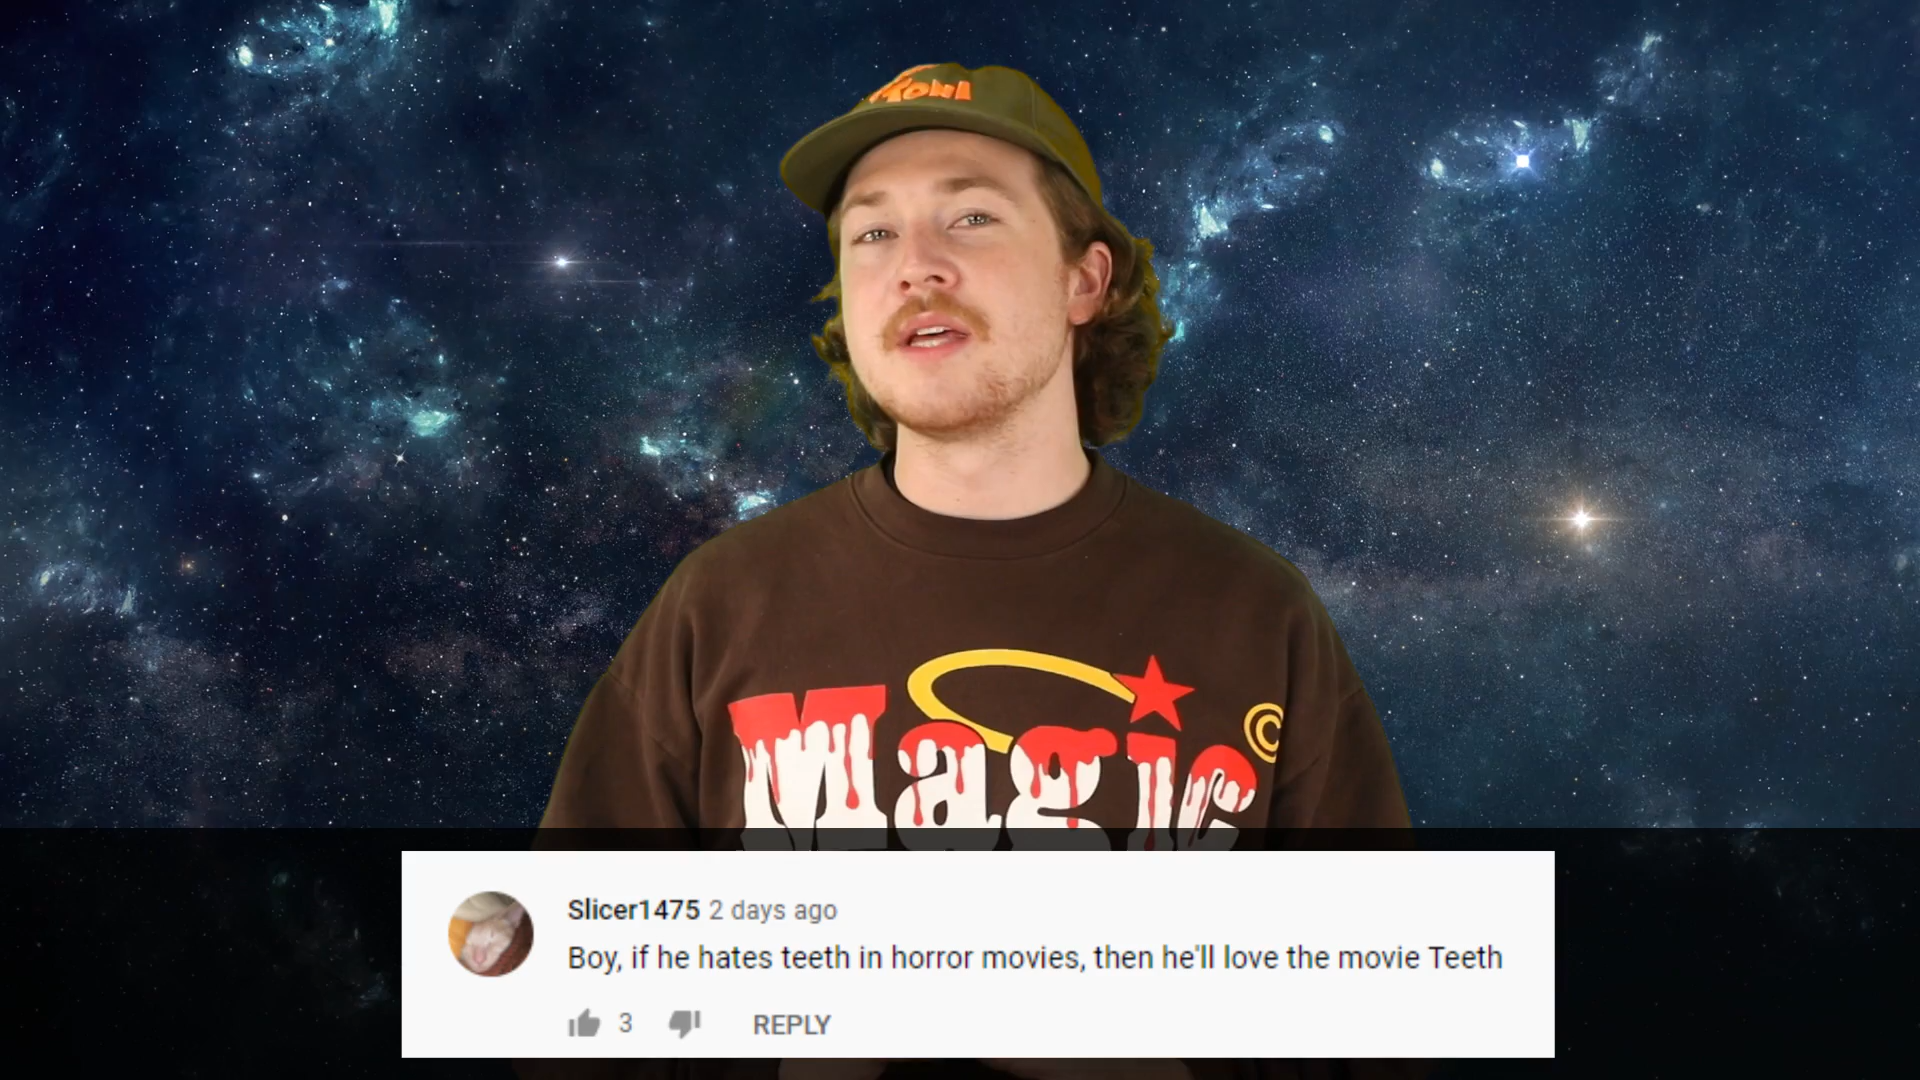 Magic
©
Slicer1475 2 days ago
Boy, if he hates teeth in horror movies, then he'll love the movie Teeth
3
REPLY